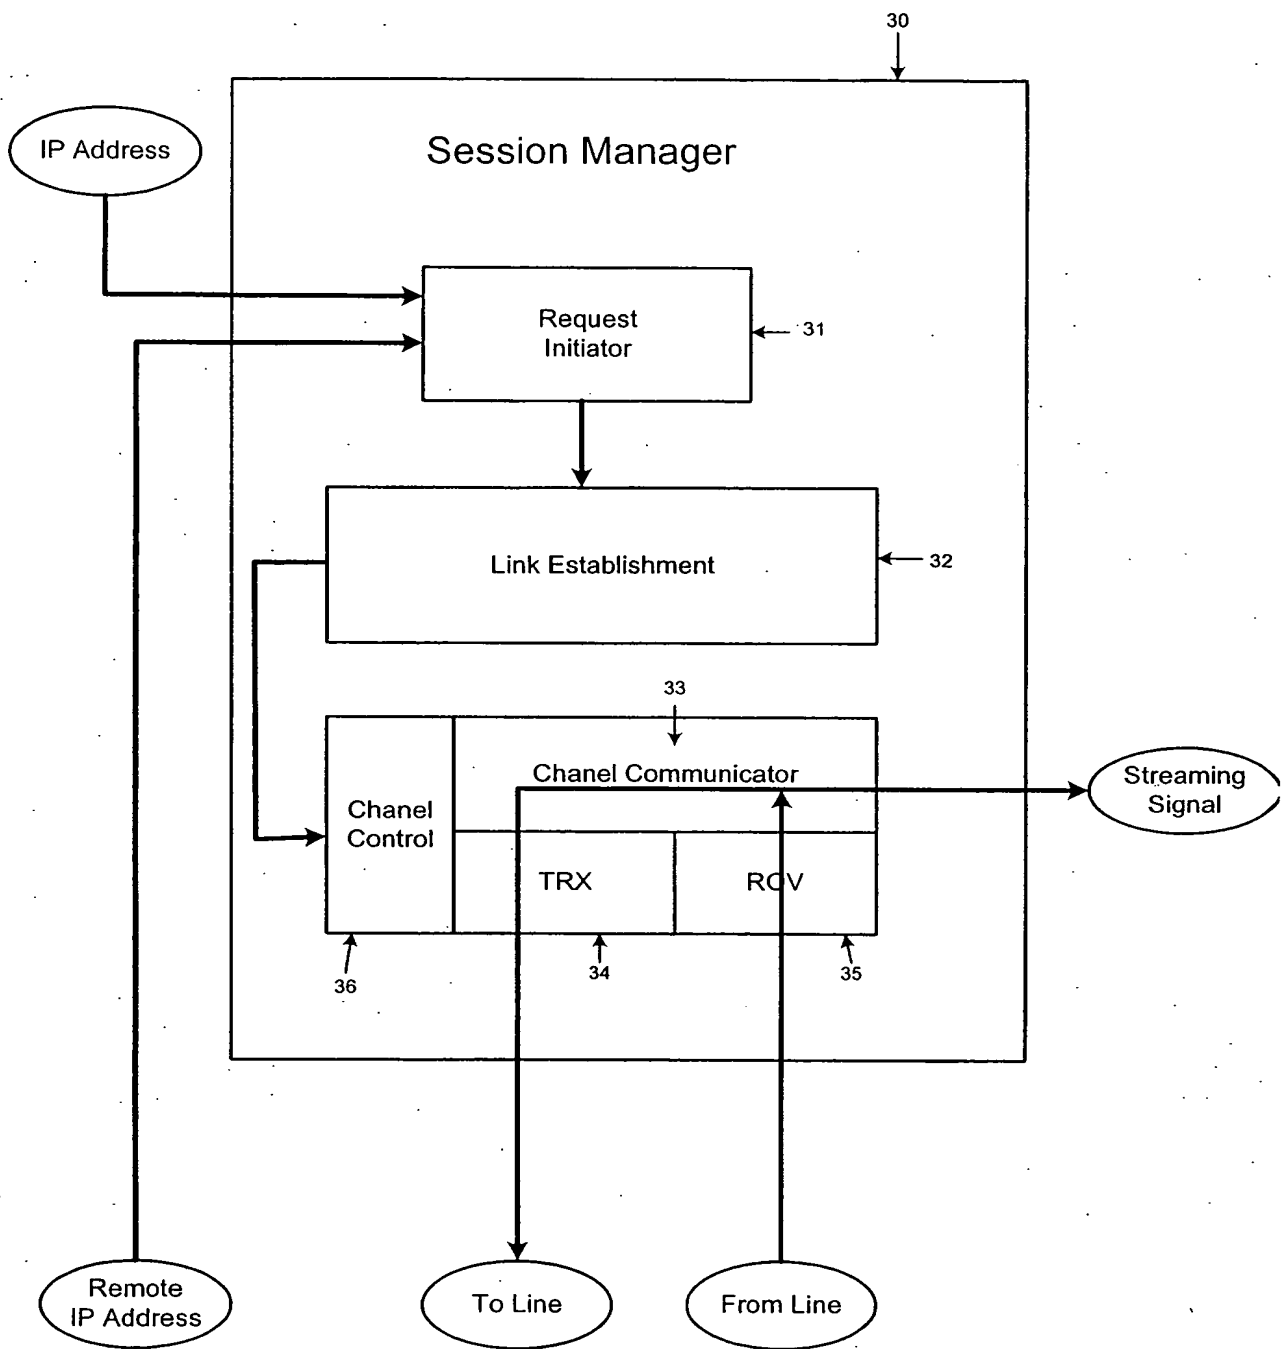 30
IP Address
Session Manager
Request
Initiator
31
Link Establishment
32
33
Chanel Communicator
Streaming
Signal
Chanel
Control
TRX
RCV
36
34
35
Remote
IP Address
To Line
From Line